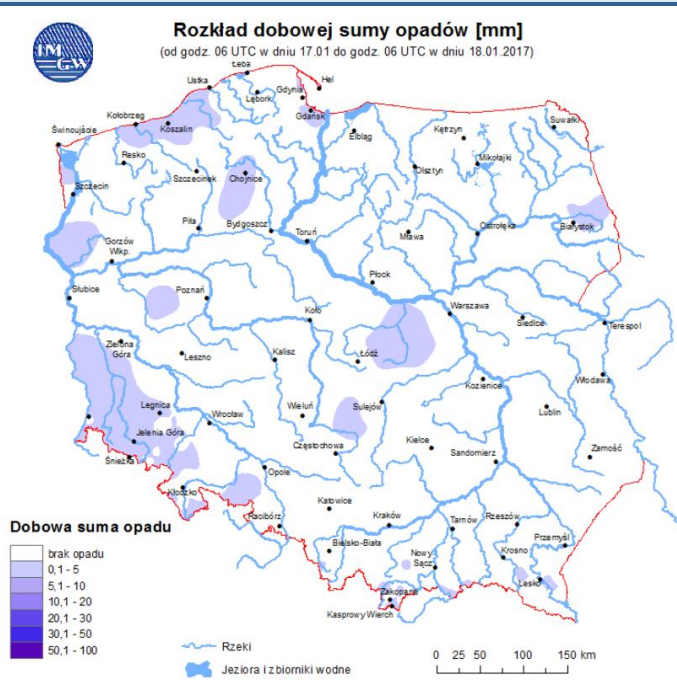 IM
GW
Rozkład dobowej sumy opadów [mm]
(od godz. 06 UTC w dniu 17.01 do godz. 06 UTC w dniu 18.01.2017)
Łeba
Hel
Ustka
Gdynia
Lębork
Kołobrzeg
Gdańsk
Koszalin
Suwałki
Świnoujście
Elbląg
Kętrzyn
Resko
Mikołajki
Szczecinek
Chojnice
Olsztyn
Szczecin
Piła
Bydgoszcz
Białystok
Toruń
Mława
Ostrołęka
Gorzów
Wlkp.
Płock
Słubice
Poznań
Koło
Warszawa
Siedlce
Terespol
Zielona
Góra
Leszno
Kalisz
Łódź
Kozienice
Włodawa
Legnica
Wrocław
Wieluń
Sulejów
Lublin
Jelenia Góra
Częstochowa
Kielce
Sandomierz
Zamość
Śnieżka
Opole
Kłodzko
Katowice
Racibórz
Kraków
Tarnów
Rzeszów
Przemyśl
Bielsko-Biała
Nowy
Sącz
Krosno
Lesko
Zakopane
Kasprowy Wierch
Dobowa suma opadu
brak opadu
0,1 - 5
5,1 - 10
10,1 - 20
20,1 - 30
30,1 - 50
50,1 - 100
Rzeki
Jeziora i zbiorniki wodne
0 25 50 100 150 km